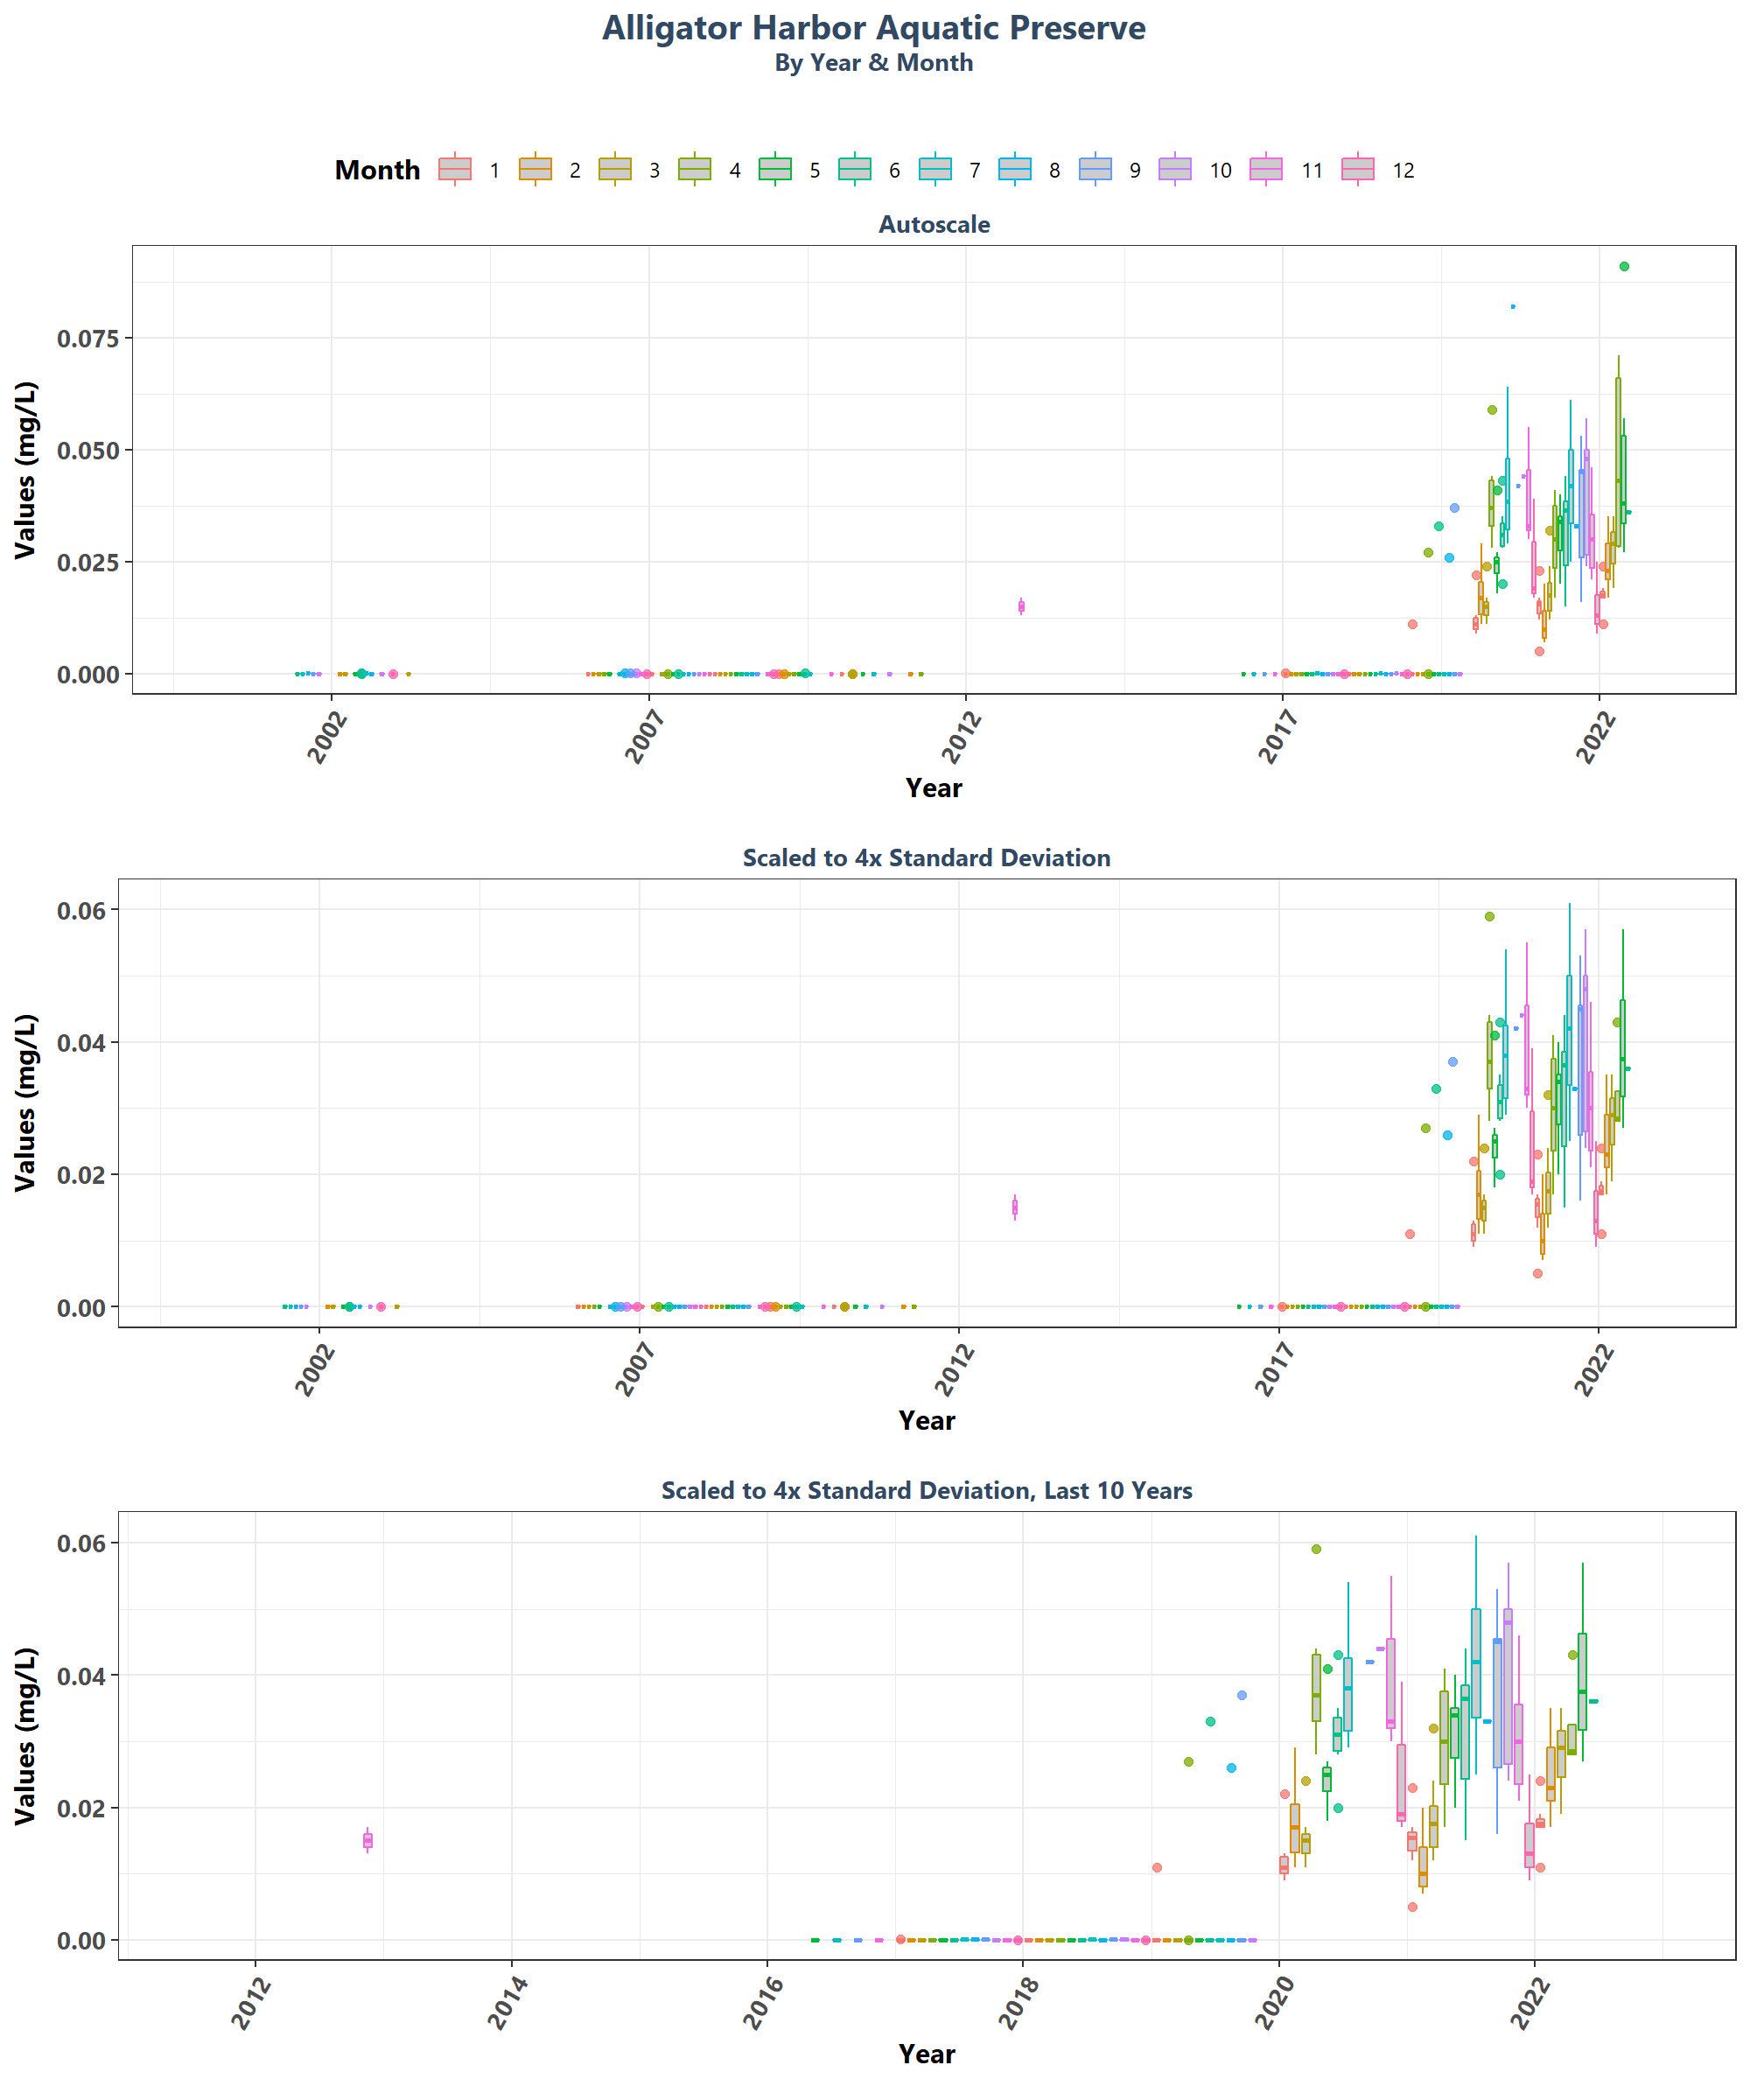 Alligator Harbor Aquatic Preserve
By Year & Month
Month 1 2 3 4 5 6 7 8 9 10 11 12
Autoscale
Values (mg/L)
0.075
0.050
0.025
0.000
2002 2007 2012 2017 2022
Year
Scaled to 4x Standard Deviation
Values (mg/L)
0.06
0.04
0.02
0.00
2002 2007 2012 2017 2022
Year
Scaled to 4x Standard Deviation, Last 10 Years
Values (mg/L)
0.06
0.04
0.02
0.00
2012 2014 2016 2018 2020 2022
Year